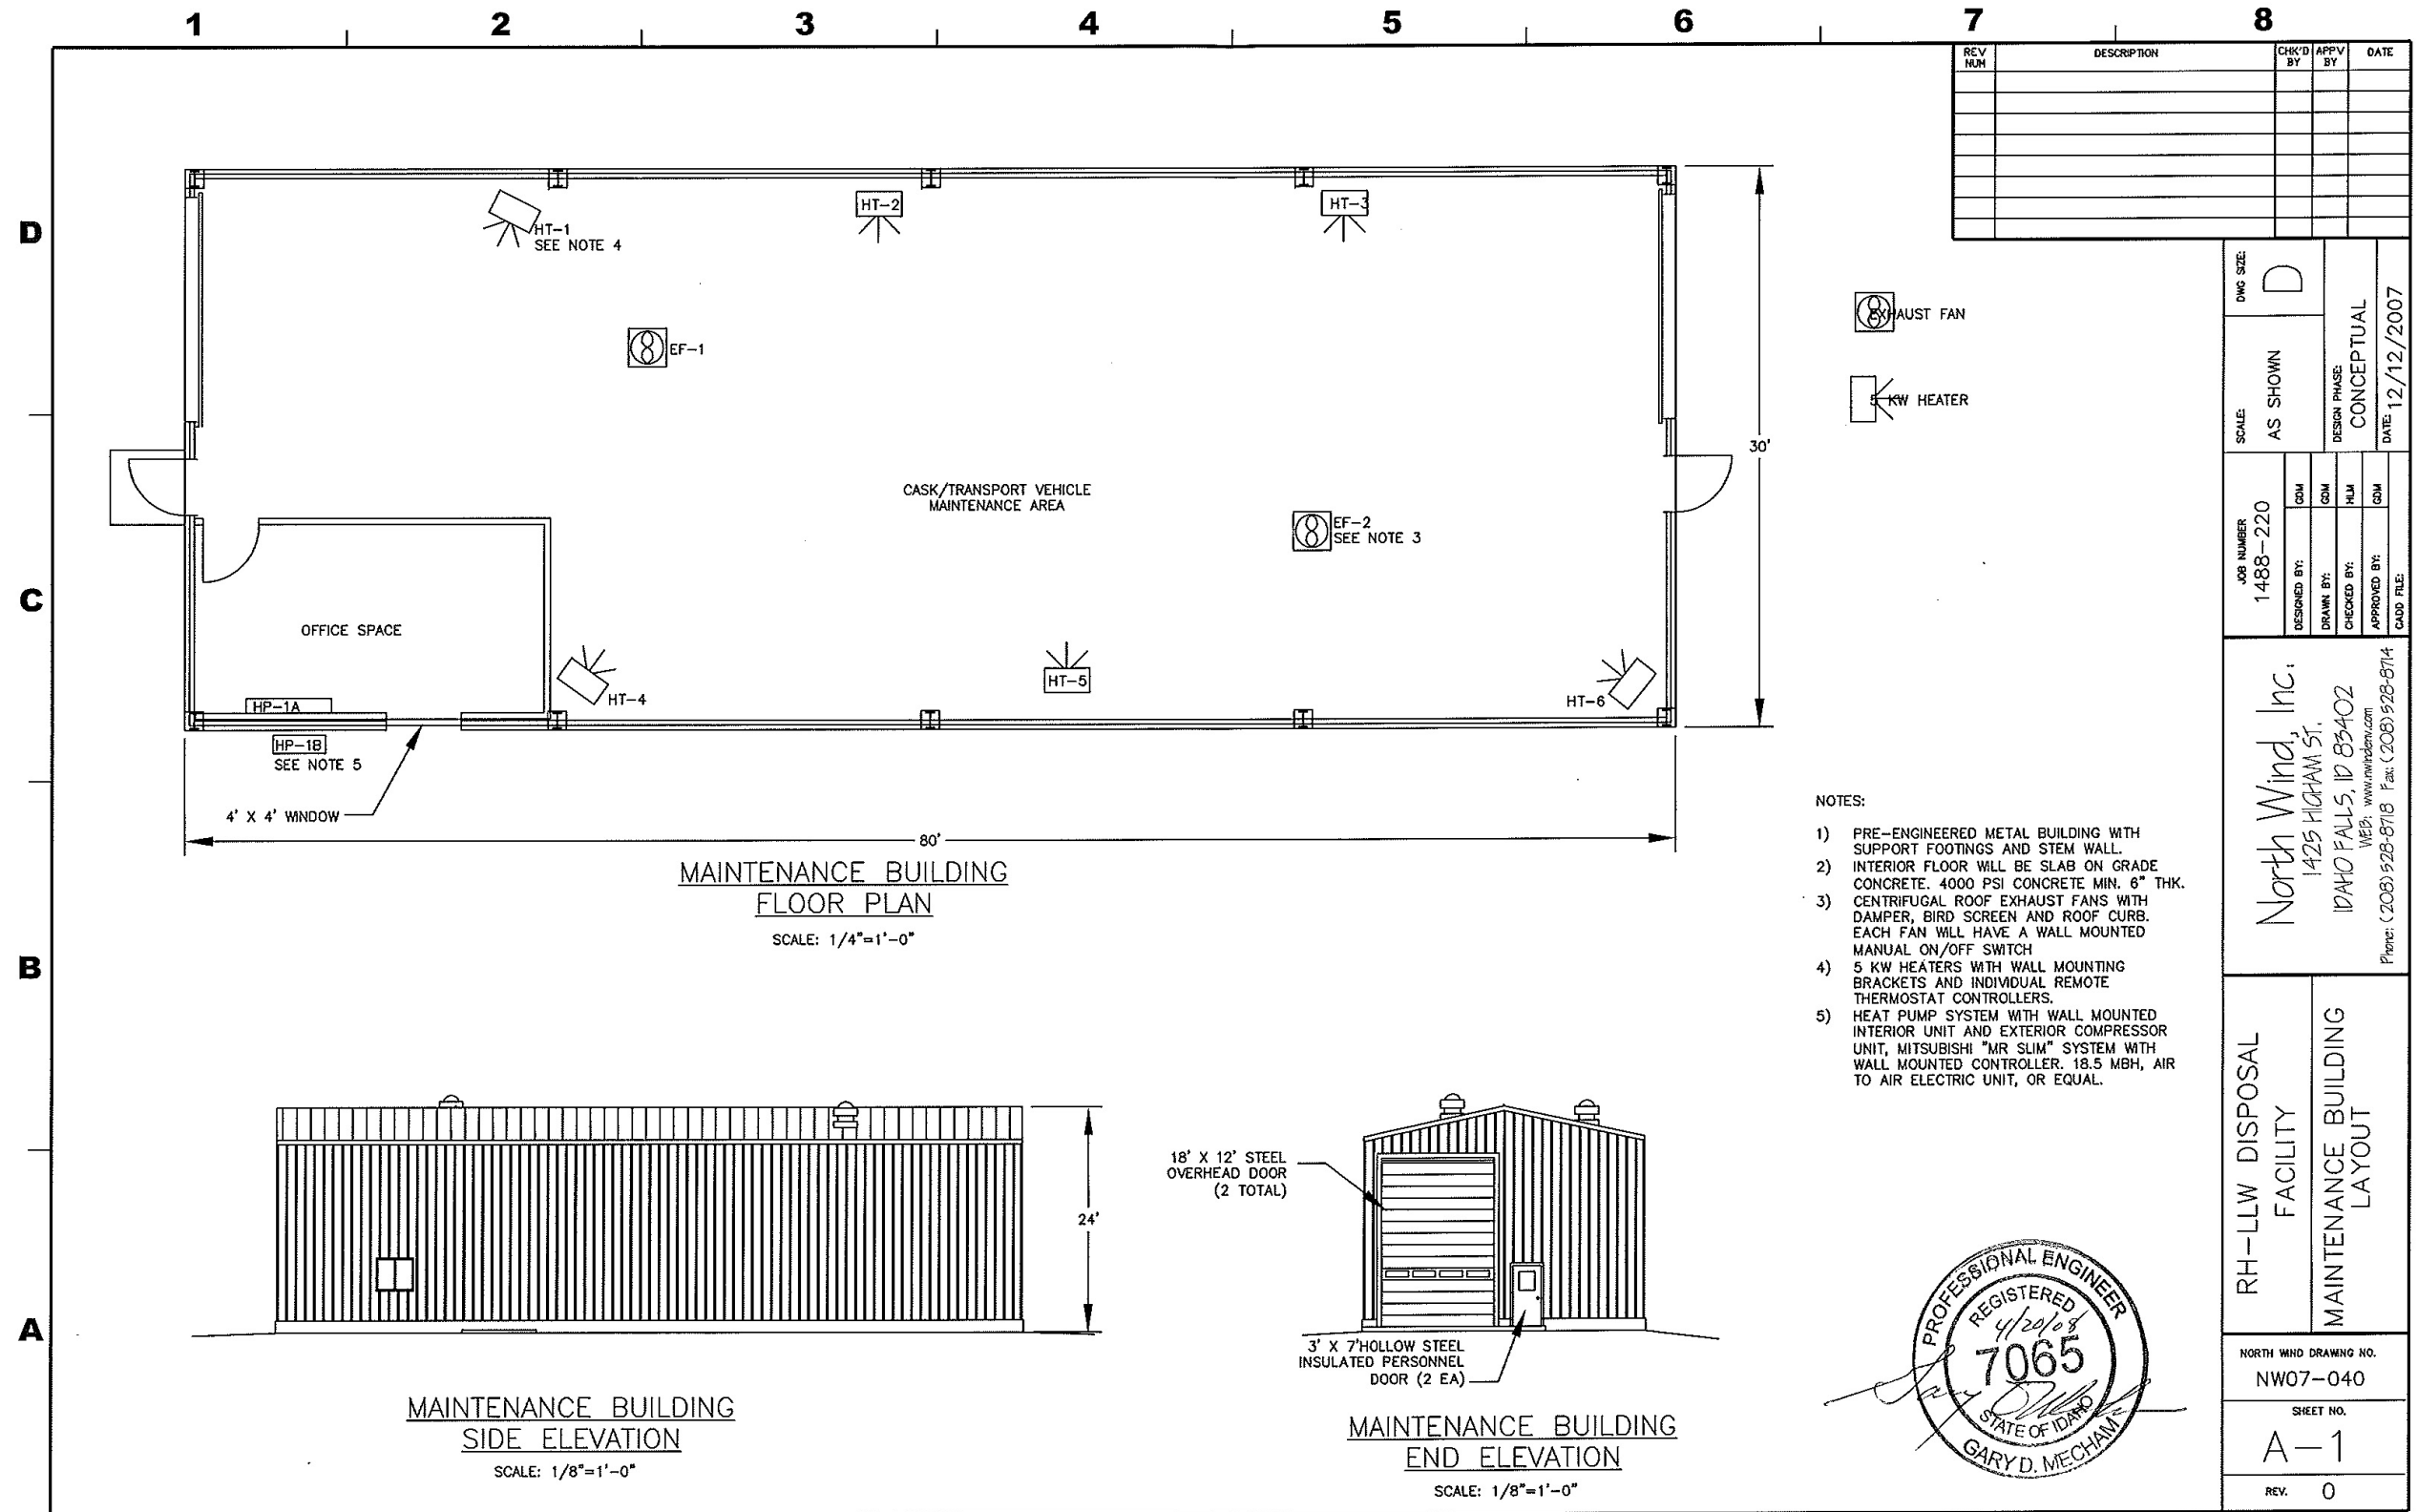 1 2 3 4 5 6 7 8
D
C
B
A
REV NUM
DESCRIPTION
CHK'D BY
APPV BY
DATE
HT-1
SEE NOTE 4
HT-2
HT-3
EF-1
CASK/TRANSPORT VEHICLE
MAINTENANCE AREA
EF-2
SEE NOTE 3
OFFICE SPACE
HP-1A
HP-1B
SEE NOTE 5
4' X 4' WINDOW
HT-4
HT-5
HT-6
30'
80'
MAINTENANCE BUILDING
FLOOR PLAN
SCALE: 1/4"=1'-0"
EXHAUST FAN
5 KW HEATER
NOTES:
1) PRE-ENGINEERED METAL BUILDING WITH
SUPPORT FOOTINGS AND STEM WALL.
2) INTERIOR FLOOR WILL BE SLAB ON GRADE
CONCRETE. 4000 PSI CONCRETE MIN. 6" THK.
3) CENTRIFUGAL ROOF EXHAUST FANS WITH
DAMPER, BIRD SCREEN AND ROOF CURB.
EACH FAN WILL HAVE A WALL MOUNTED
MANUAL ON/OFF SWITCH
4) 5 KW HEATERS WITH WALL MOUNTING
BRACKETS AND INDIVIDUAL REMOTE
THERMOSTAT CONTROLLERS.
5) HEAT PUMP SYSTEM WITH WALL MOUNTED
INTERIOR UNIT AND EXTERIOR COMPRESSOR
UNIT, MITSUBISHI "MR SLIM" SYSTEM WITH
WALL MOUNTED CONTROLLER. 18.5 MBH, AIR
TO AIR ELECTRIC UNIT, OR EQUAL.
24'
MAINTENANCE BUILDING
SIDE ELEVATION
SCALE: 1/8"=1'-0"
18' X 12' STEEL
OVERHEAD DOOR
(2 TOTAL)
3' X 7'HOLLOW STEEL
INSULATED PERSONNEL
DOOR (2 EA)
MAINTENANCE BUILDING
END ELEVATION
SCALE: 1/8"=1'-0"
PROFESSIONAL ENGINEER
REGISTERED
4/20/08
7065
STATE OF IDAHO
GARY D. MECHAM
DWG SIZE:
D
SCALE:
AS SHOWN
DESIGN PHASE:
CONCEPTUAL
DATE: 12/12/2007
JOB NUMBER
1488-220
DESIGNED BY: GDM
DRAWN BY: GDM
CHECKED BY: HLM
APPROVED BY: GDM
CADD FILE:
North Wind, Inc.
1425 HIGHAM ST.
IDAHO FALLS, ID 83402
WEB: www.nwindenv.com
Phone: (208) 528-8718 Fax: (208) 528-8714
RH-LLW DISPOSAL
FACILITY
MAINTENANCE BUILDING
LAYOUT
NORTH WIND DRAWING NO.
NW07-040
SHEET NO.
A-1
REV. 0